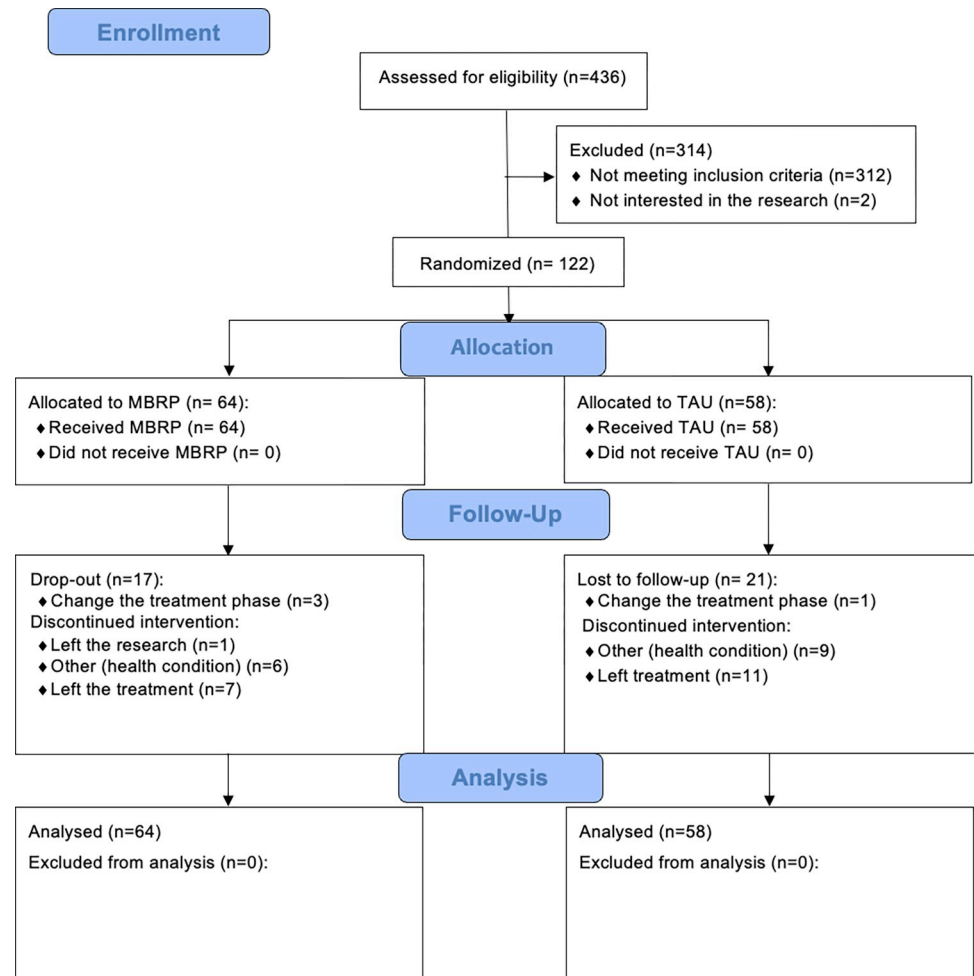 Enrollment
Assessed for eligibility (n=436)
Excluded (n=314)
♦ Not meeting inclusion criteria (n=312)
♦ Not interested in the research (n=2)
Randomized (n= 122)
Allocation
Allocated to MBRP (n= 64):
♦Received MBRP (n= 64)
♦Did not receive MBRP (n= 0)
Allocated to TAU (n=58):
♦Received TAU (n= 58)
♦Did not receive TAU (n= 0)
Follow-Up
Drop-out (n=17):
♦Change the treatment phase (n=3)
Discontinued intervention:
♦Left the research (n=1)
♦Other (health condition) (n=6)
♦Left the treatment (n=7)
Lost to follow-up (n= 21):
♦Change the treatment phase (n=1)
Discontinued intervention:
♦Other (health condition) (n=9)
♦Left treatment (n=11)
Analysis
Analysed (n=64)
Excluded from analysis (n=0):
Analysed (n=58)
Excluded from analysis (n=0):